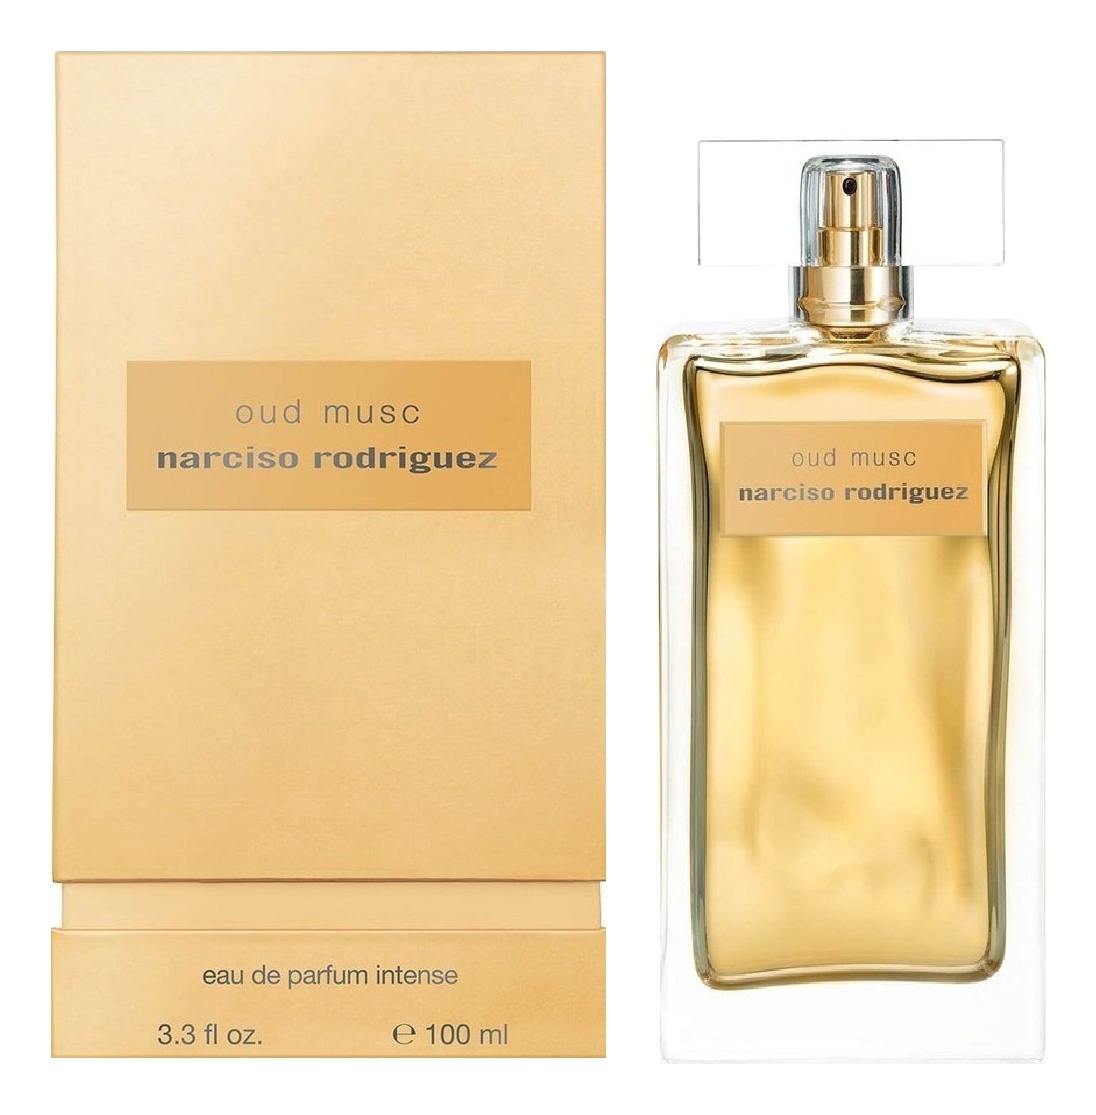 oud musc
narciso rodriguez
eau de parfum intense
3.3 fl oz. ℮ 100 ml
oud musc
narciso rodriguez